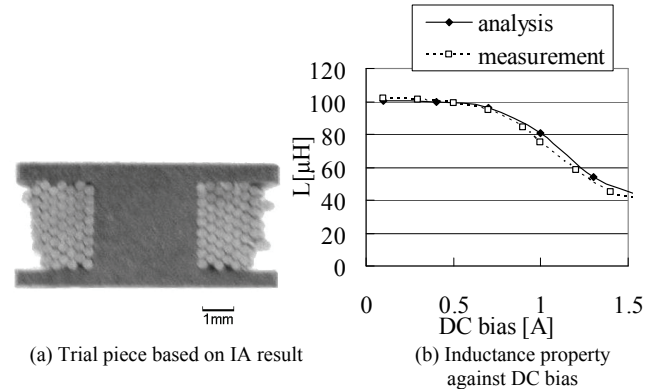 analysis
measurement
120
100
80
60
40
20
0
L[µH]
0
0.5
1
1.5
DC bias [A]
1mm
(a) Trial piece based on IA result
(b) Inductance property
against DC bias